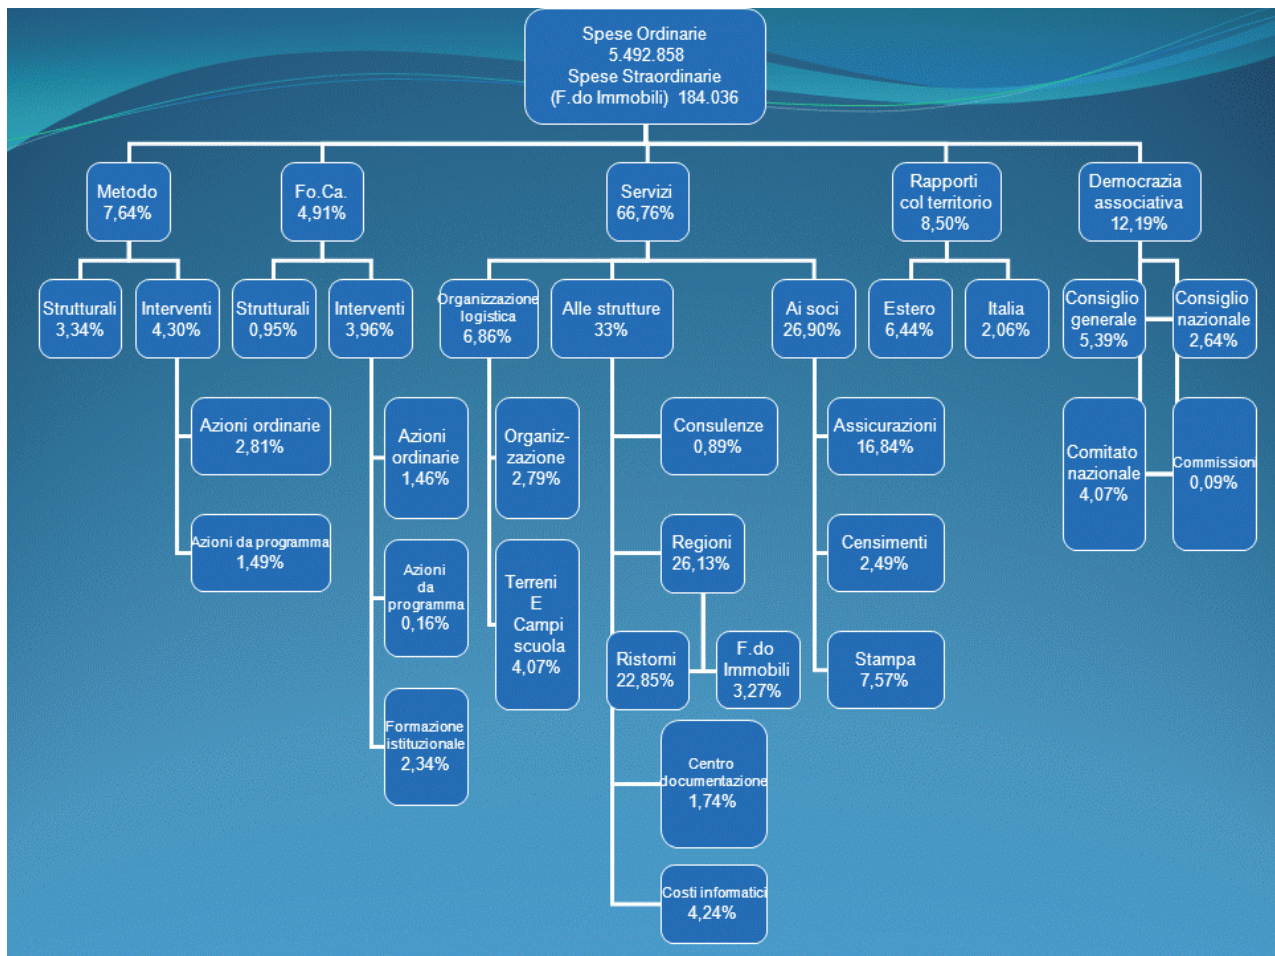 Spese Ordinarie
5.492.858
Spese Straordinarie
(F.do Immobili) 184.036
Metodo
7,64%
Fo.Ca.
4,91%
Servizi
66,76%
Rapporti
col territorio
8,50%
Democrazia
associativa
12,19%
Strutturali
3,34%
Interventi
4,30%
Strutturali
0,95%
Interventi
3,96%
Organizzazione
logistica
6,86%
Alle strutture
33%
Ai soci
26,90%
Estero
6,44%
Italia
2,06%
Consiglio
generale
5,39%
Consiglio
nazionale
2,64%
Azioni ordinarie
2,81%
Azioni da programma
1,49%
Azioni
ordinarie
1,46%
Azioni
da
programma
0,16%
Formazione
istituzionale
2,34%
Organiz-
zazione
2,79%
Terreni
E
Campi
scuola
4,07%
Consulenze
0,89%
Regioni
26,13%
Ristorni
22,85%
F.do
Immobili
3,27%
Centro
documentazione
1,74%
Costi informatici
4,24%
Assicurazioni
16,84%
Censimenti
2,49%
Stampa
7,57%
Comitato
nazionale
4,07%
Commissioni
0,09%